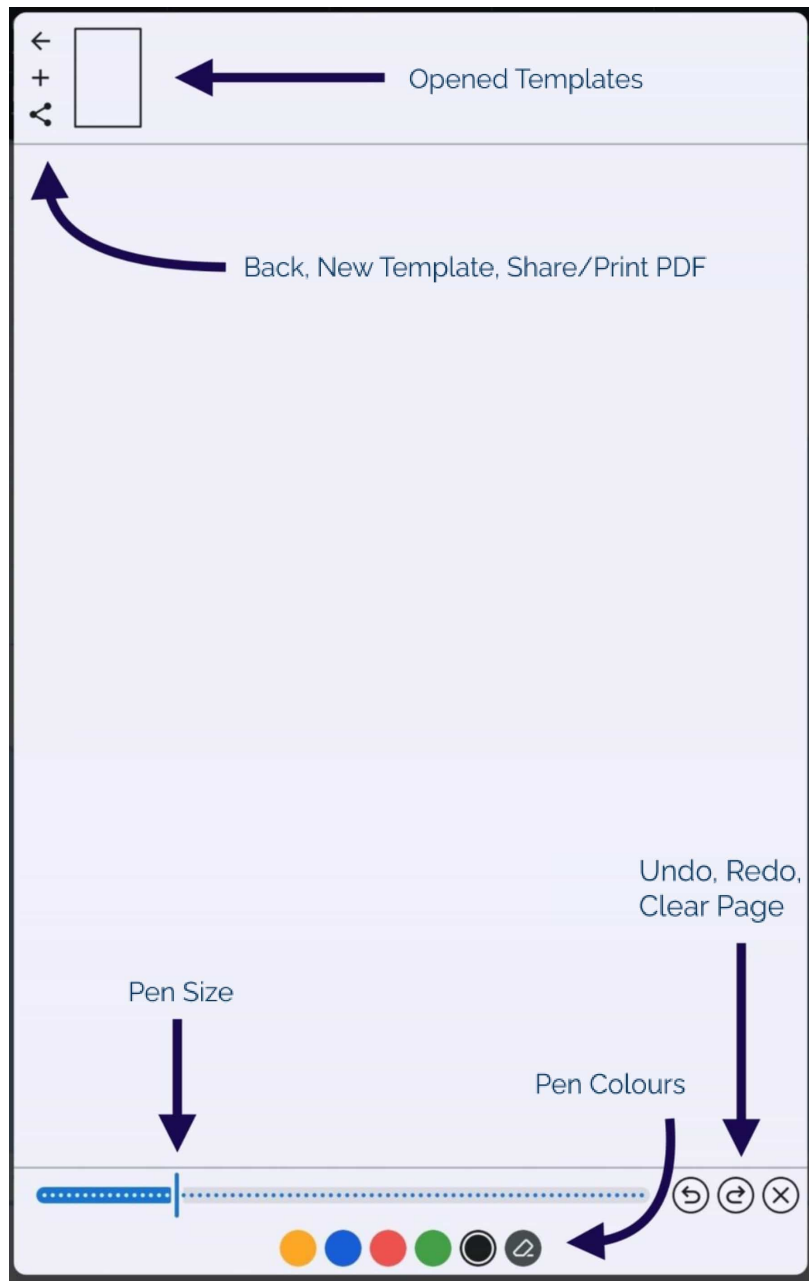 Opened Templates
Back, New Template, Share/Print PDF
Undo, Redo,
Clear Page
Pen Size
Pen Colours